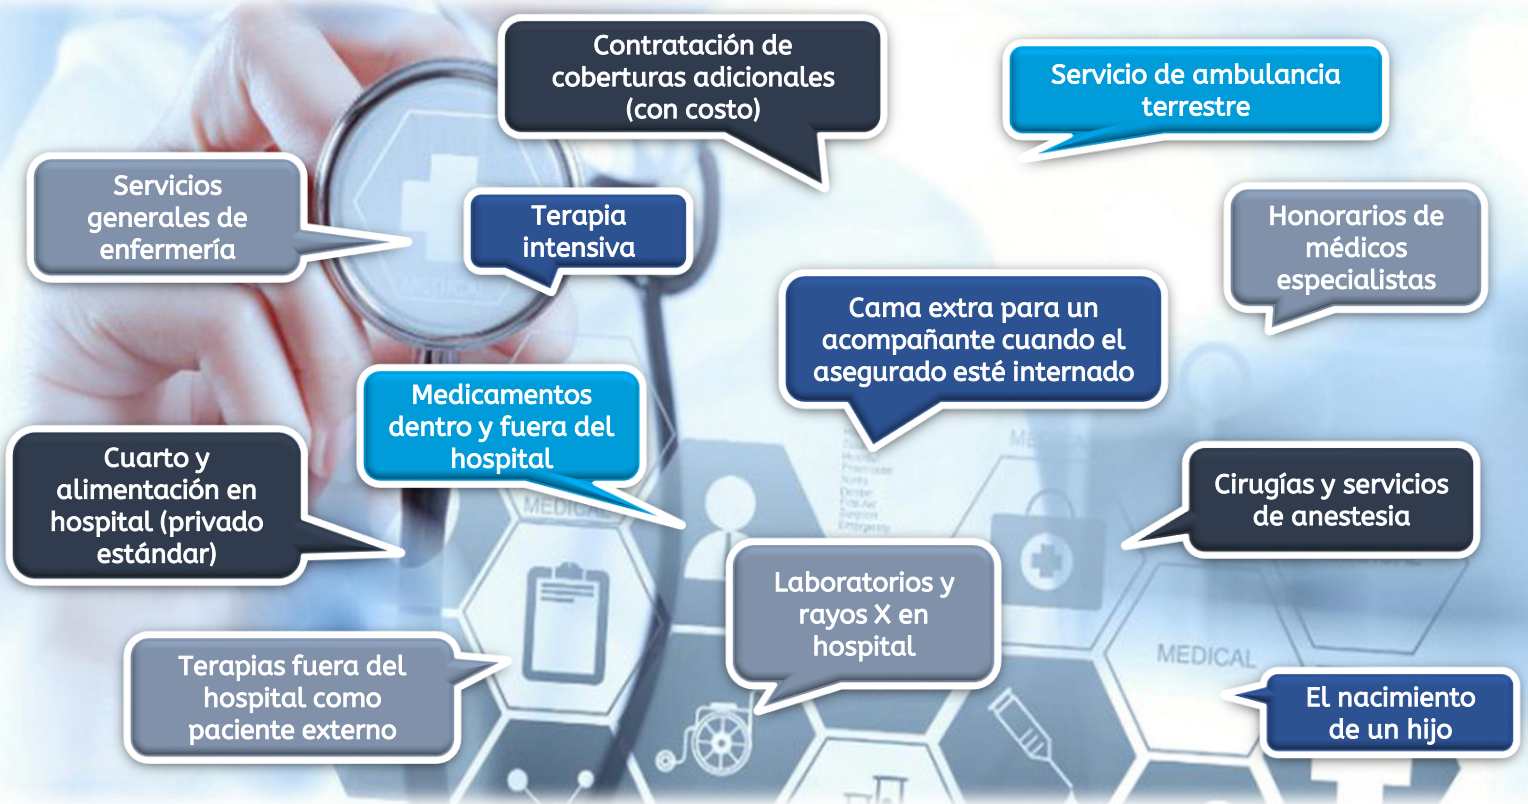 Contratación de
coberturas adicionales
(con costo)
Servicio de ambulancia
terrestre
Servicios
generales de
enfermería
Terapia
intensiva
Honorarios de
médicos
especialistas
Cama extra para un
acompañante cuando el
asegurado esté internado
Medicamentos
dentro y fuera del
hospital
Cuarto y
alimentación en
hospital (privado
estándar)
Cirugías y servicios
de anestesia
Laboratorios y
rayos X en
hospital
Terapias fuera del
hospital como
paciente externo
El nacimiento
de un hijo
MEDICAL
MEDICAL